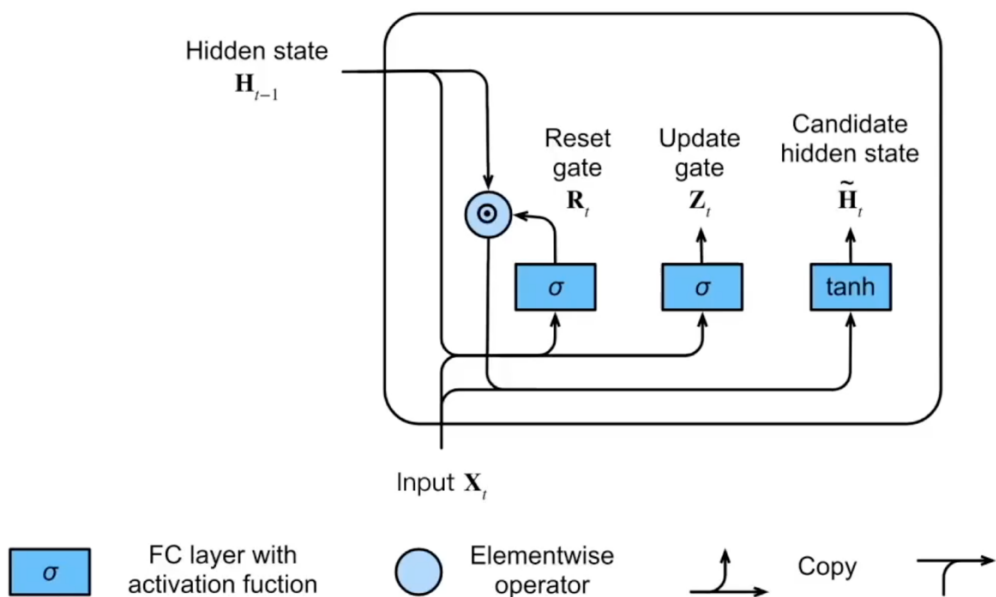 Hidden state
H_{t-1}
Reset
gate
R_t
Update
gate
Z_t
Candidate
hidden state
H̃_t
⊙
σ
σ
tanh
Input X_t
σ
FC layer with
activation fuction
Elementwise
operator
Copy